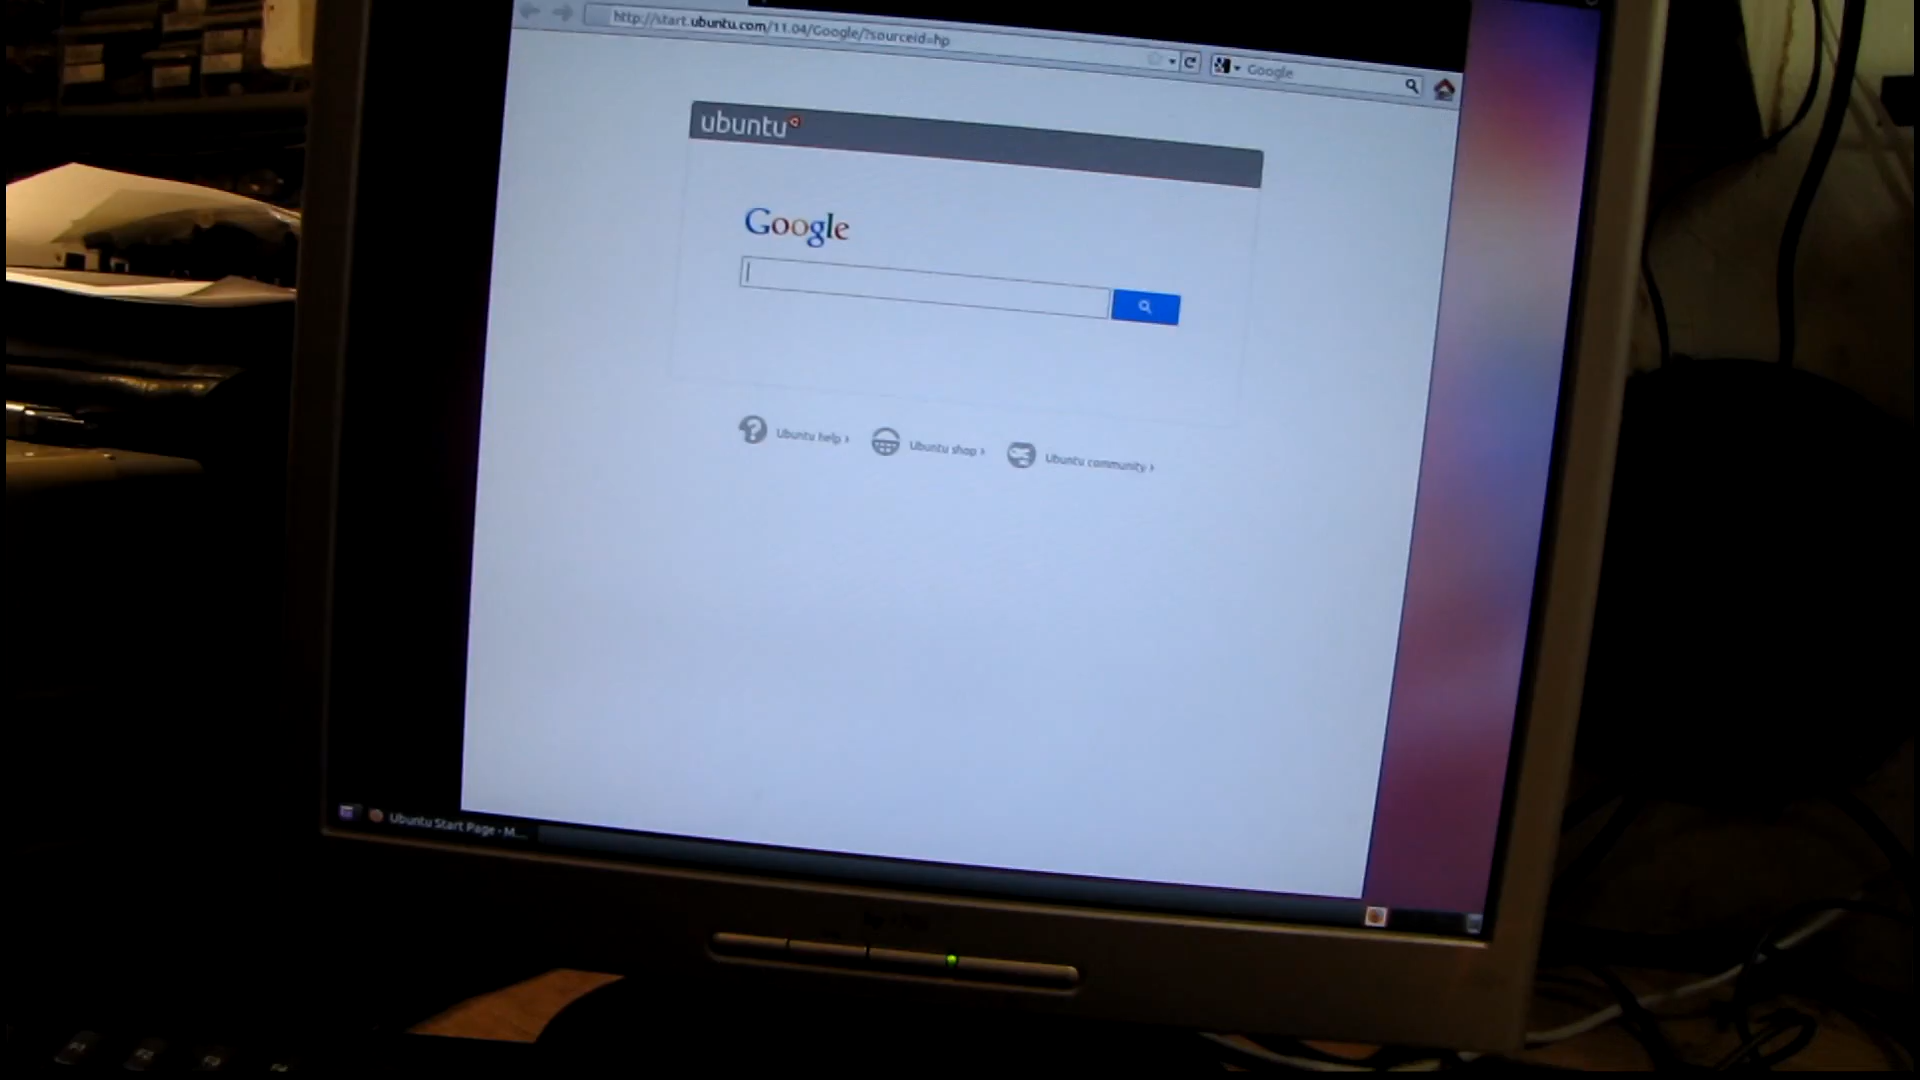 http://start.ubuntu.com/11.04/Google/?sourceid=hp
Google
ubuntu
Google
Ubuntu help ›
Ubuntu shop ›
Ubuntu community ›
Ubuntu Start Page - M...